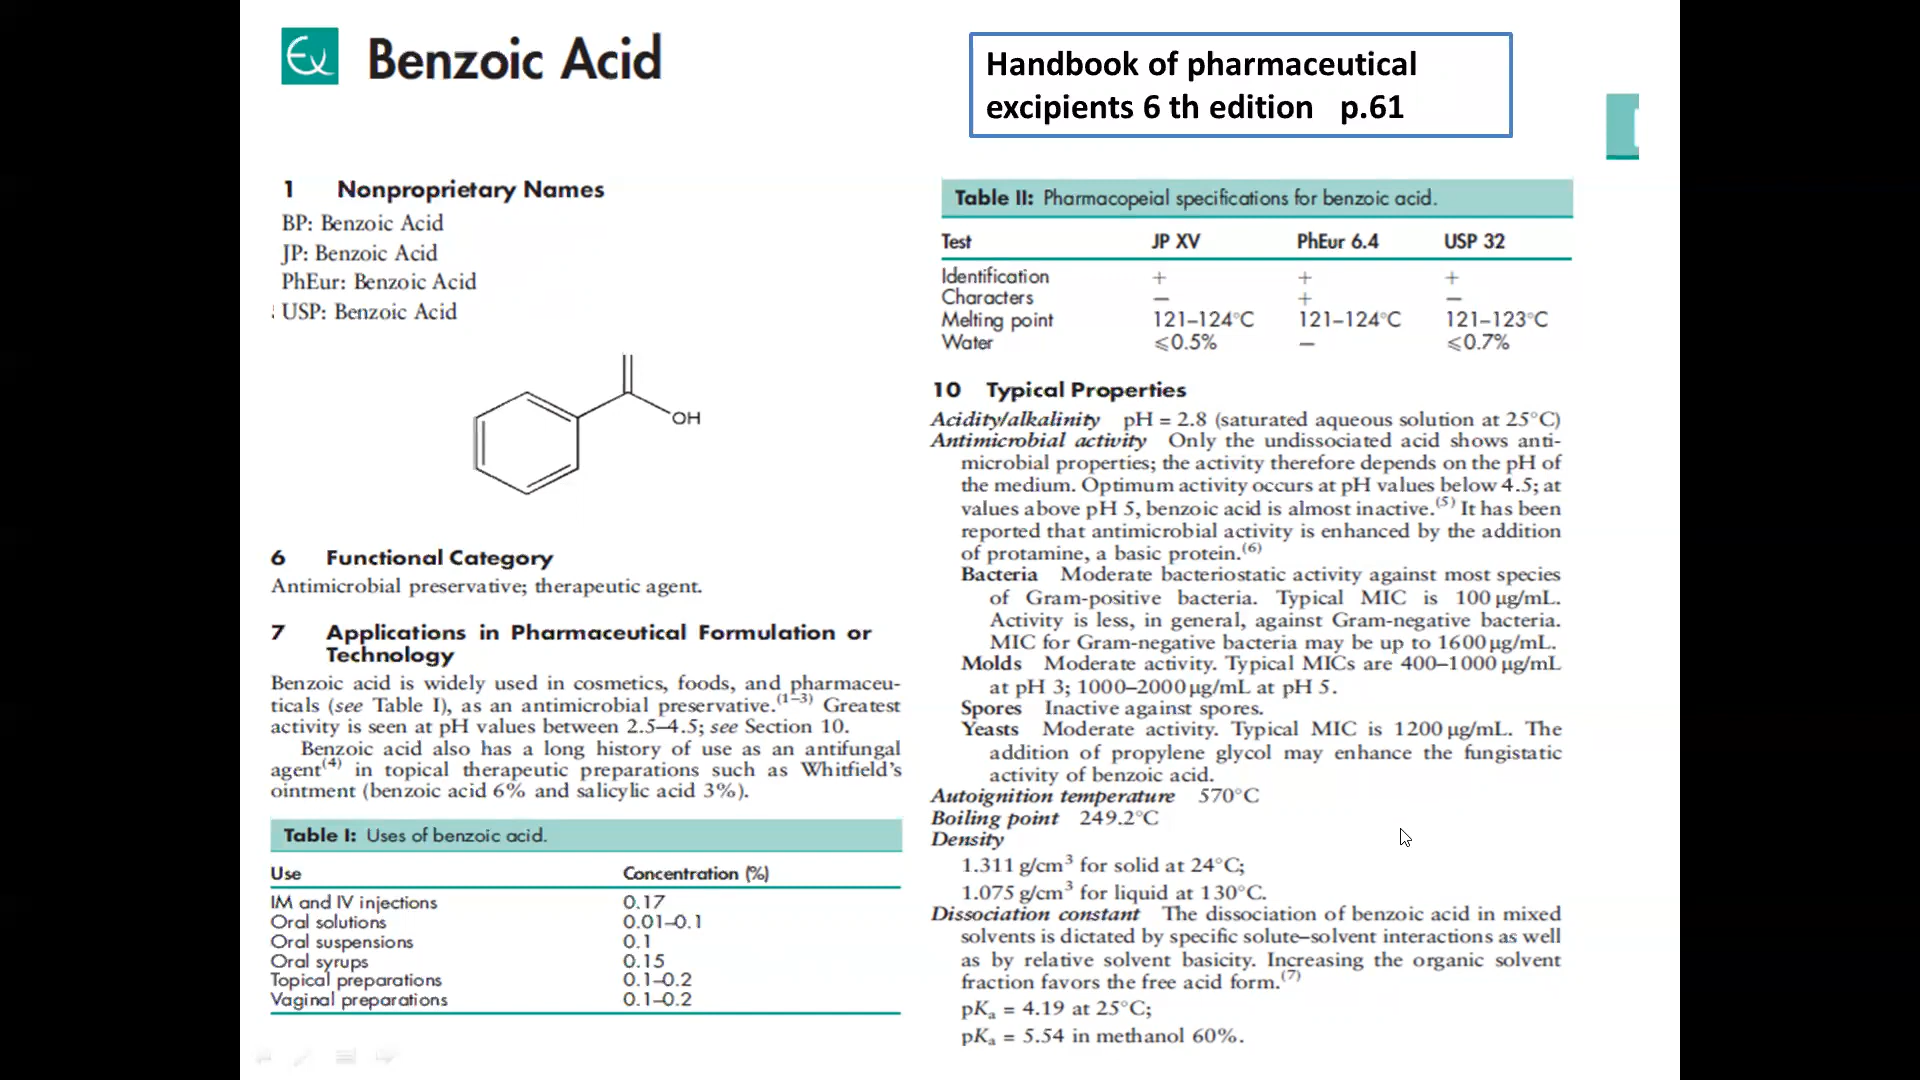 Ex Benzoic Acid
Handbook of pharmaceutical
excipients 6 th edition p.61
1 Nonproprietary Names
BP: Benzoic Acid
JP: Benzoic Acid
PhEur: Benzoic Acid
USP: Benzoic Acid
OH
6 Functional Category
Antimicrobial preservative; therapeutic agent.
7 Applications in Pharmaceutical Formulation or
Technology
Benzoic acid is widely used in cosmetics, foods, and pharmaceu-
ticals (see Table I), as an antimicrobial preservative.(1–3) Greatest
activity is seen at pH values between 2.5–4.5; see Section 10.
Benzoic acid also has a long history of use as an antifungal
agent(4) in topical therapeutic preparations such as Whitfield's
ointment (benzoic acid 6% and salicylic acid 3%).
Table I: Uses of benzoic acid.
Use Concentration (%)
IM and IV injections 0.17
Oral solutions 0.01–0.1
Oral suspensions 0.1
Oral syrups 0.15
Topical preparations 0.1–0.2
Vaginal preparations 0.1–0.2
Table II: Pharmacopeial specifications for benzoic acid.
Test JP XV PhEur 6.4 USP 32
Identification + + +
Characters — + —
Melting point 121–124°C 121–124°C 121–123°C
Water ⩽0.5% — ⩽0.7%
10 Typical Properties
Acidity/alkalinity pH = 2.8 (saturated aqueous solution at 25°C)
Antimicrobial activity Only the undissociated acid shows anti-
microbial properties; the activity therefore depends on the pH of
the medium. Optimum activity occurs at pH values below 4.5; at
values above pH 5, benzoic acid is almost inactive.(5) It has been
reported that antimicrobial activity is enhanced by the addition
of protamine, a basic protein.(6)
Bacteria Moderate bacteriostatic activity against most species
of Gram-positive bacteria. Typical MIC is 100 µg/mL.
Activity is less, in general, against Gram-negative bacteria.
MIC for Gram-negative bacteria may be up to 1600 µg/mL.
Molds Moderate activity. Typical MICs are 400–1000 µg/mL
at pH 3; 1000–2000 µg/mL at pH 5.
Spores Inactive against spores.
Yeasts Moderate activity. Typical MIC is 1200 µg/mL. The
addition of propylene glycol may enhance the fungistatic
activity of benzoic acid.
Autoignition temperature 570°C
Boiling point 249.2°C
Density
1.311 g/cm³ for solid at 24°C;
1.075 g/cm³ for liquid at 130°C.
Dissociation constant The dissociation of benzoic acid in mixed
solvents is dictated by specific solute–solvent interactions as well
as by relative solvent basicity. Increasing the organic solvent
fraction favors the free acid form.(7)
pKa = 4.19 at 25°C;
pKa = 5.54 in methanol 60%.